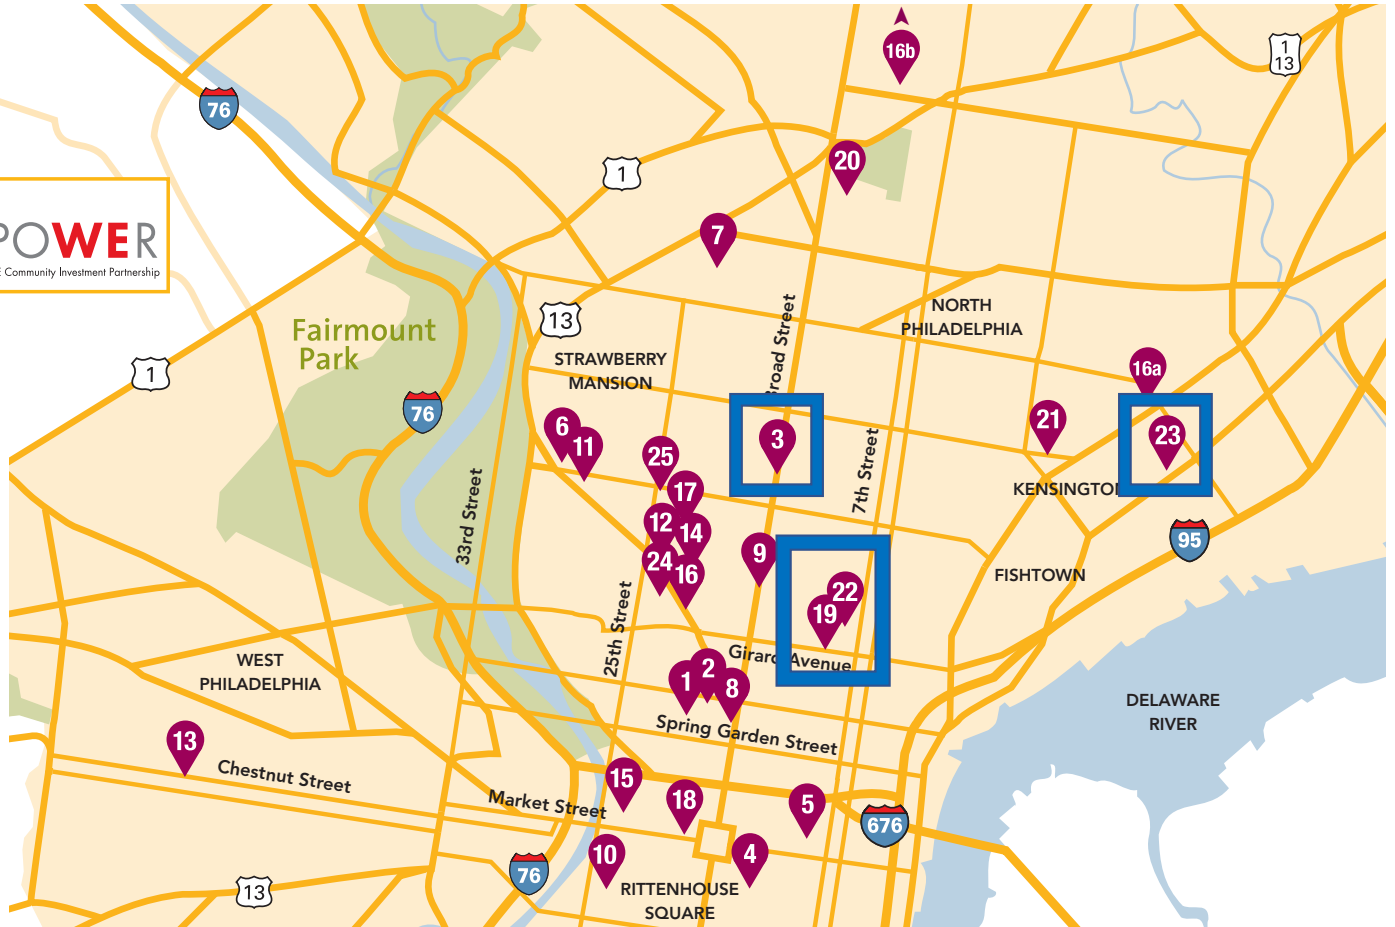 16b
1
13
76
20
1
POWER
E Community Investment Partnership
7
13
NORTH
PHILADELPHIA
Fairmount
Park
STRAWBERRY
MANSION
Broad Street
1
16a
76
6
11
25
3
21
23
17
KENSINGTON
7th Street
33rd Street
12
14
95
24
16
9
FISHTOWN
22
19
25th Street
Girard Avenue
WEST
PHILADELPHIA
1
2
8
DELAWARE
RIVER
Spring Garden Street
13
Chestnut Street
15
Market Street
18
5
676
10
4
76
13
RITTENHOUSE
SQUARE